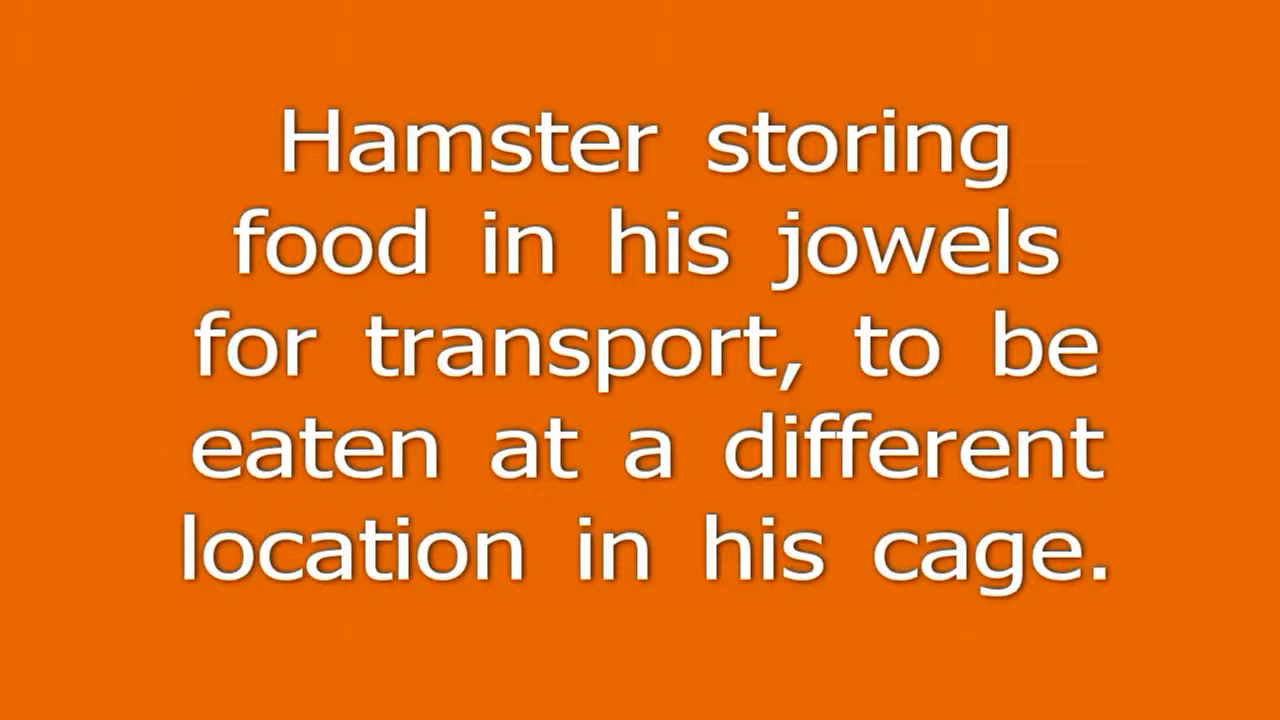 Hamster storing
food in his jowels
for transport, to be
eaten at a different
location in his cage.